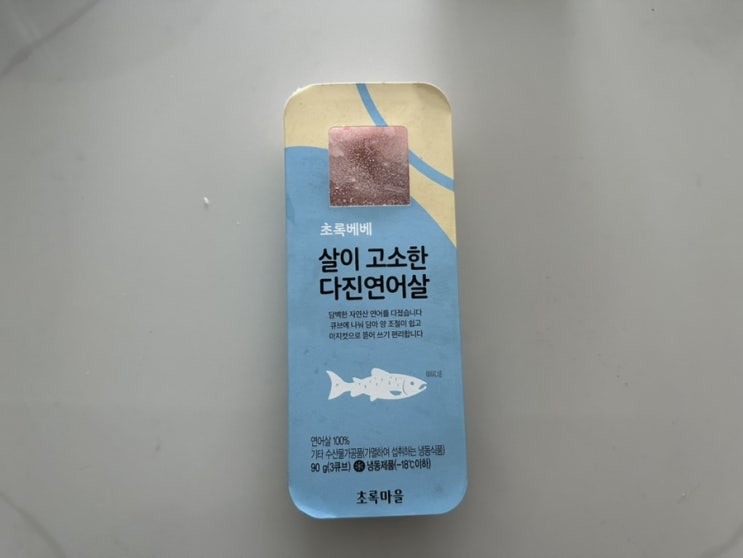 초록베베
살이 고소한
다진연어살
담백한 자연산 연어를 다졌습니다
큐브에 나눠 담아 양 조절이 쉽고
이지컷으로 뜯어 쓰기 편리합니다
연어살 100%
기타 수산물가공품(가열하여 섭취하는 냉동식품)
90 g(3큐브) 냉동제품(-18℃이하)
초록마을